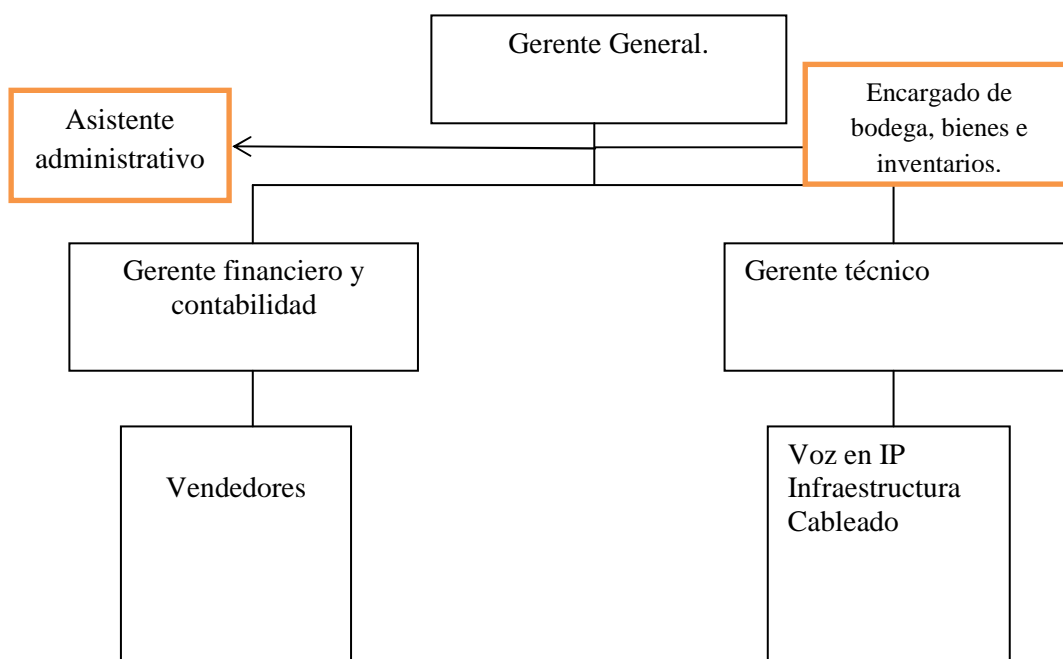 Gerente General.
Asistente
administrativo
Encargado de
bodega, bienes e
inventarios.
Gerente financiero y
contabilidad
Gerente técnico
Vendedores
Voz en IP
Infraestructura
Cableado